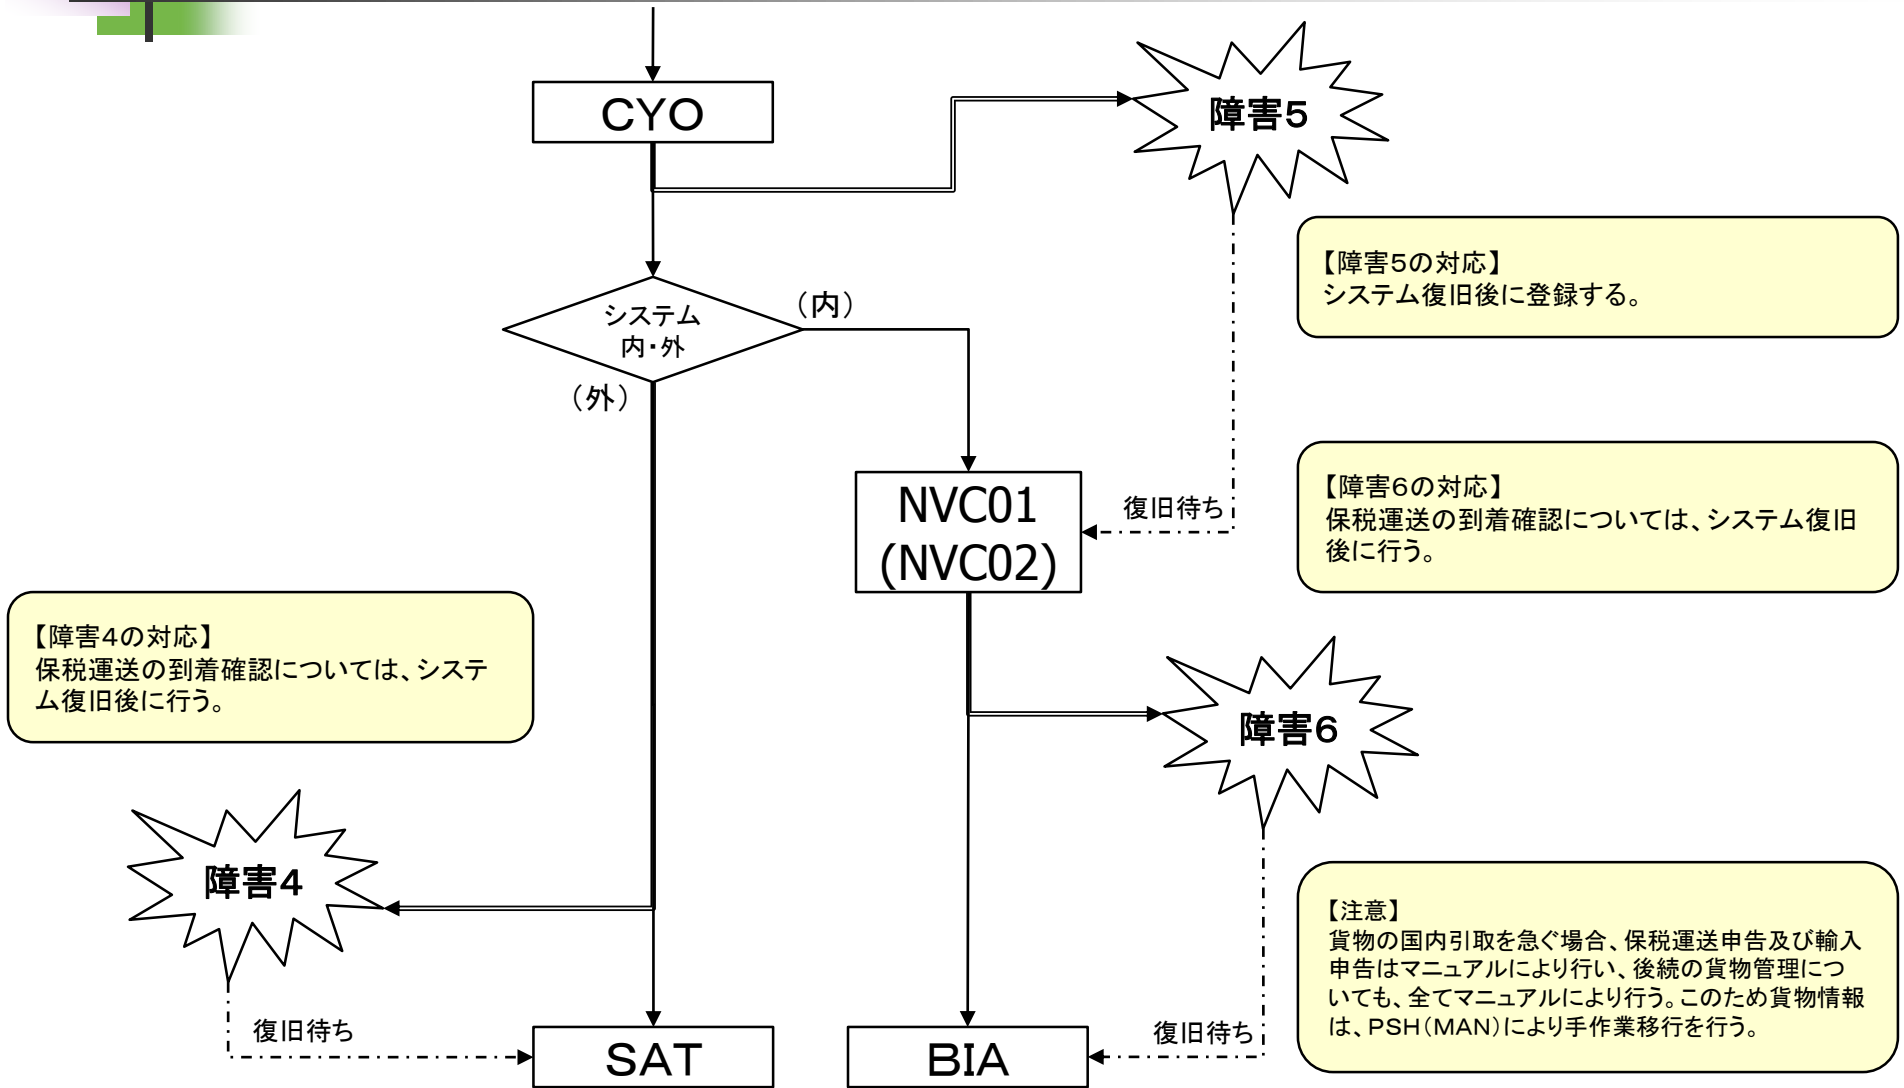 CYO
障害5
【障害5の対応】
システム復旧後に登録する。
システム
内・外
（内）
（外）
NVC01
(NVC02)
復旧待ち
【障害6の対応】
保税運送の到着確認については、システム復旧
後に行う。
【障害4の対応】
保税運送の到着確認については、システ
ム復旧後に行う。
障害6
障害4
【注意】
貨物の国内引取を急ぐ場合、保税運送申告及び輸入
申告はマニュアルにより行い、後続の貨物管理につ
いても、全てマニュアルにより行う。このため貨物情報
は、PSH（MAN）により手作業移行を行う。
復旧待ち
SAT
復旧待ち
BIA